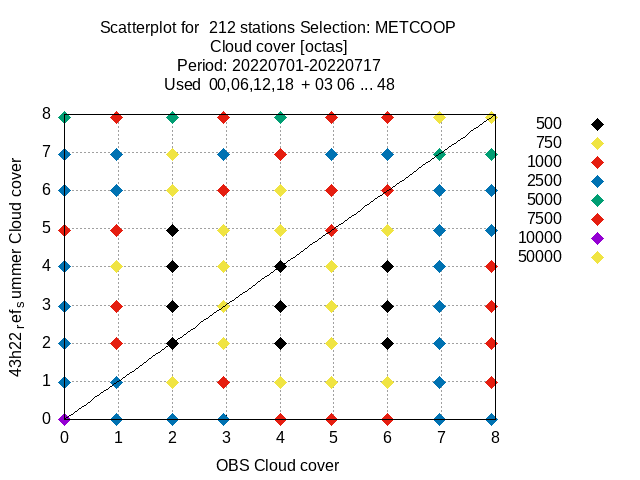 Scatterplot for 212 stations Selection: METCOOP
Cloud cover [octas]
Period: 20220701-20220717
Used 00,06,12,18 + 03 06 ... 48
8
7
6
5
4
3
2
1
0
0 1 2 3 4 5 6 7 8
OBS Cloud cover
43h22ref_summer Cloud cover
500
750
1000
2500
5000
7500
10000
50000